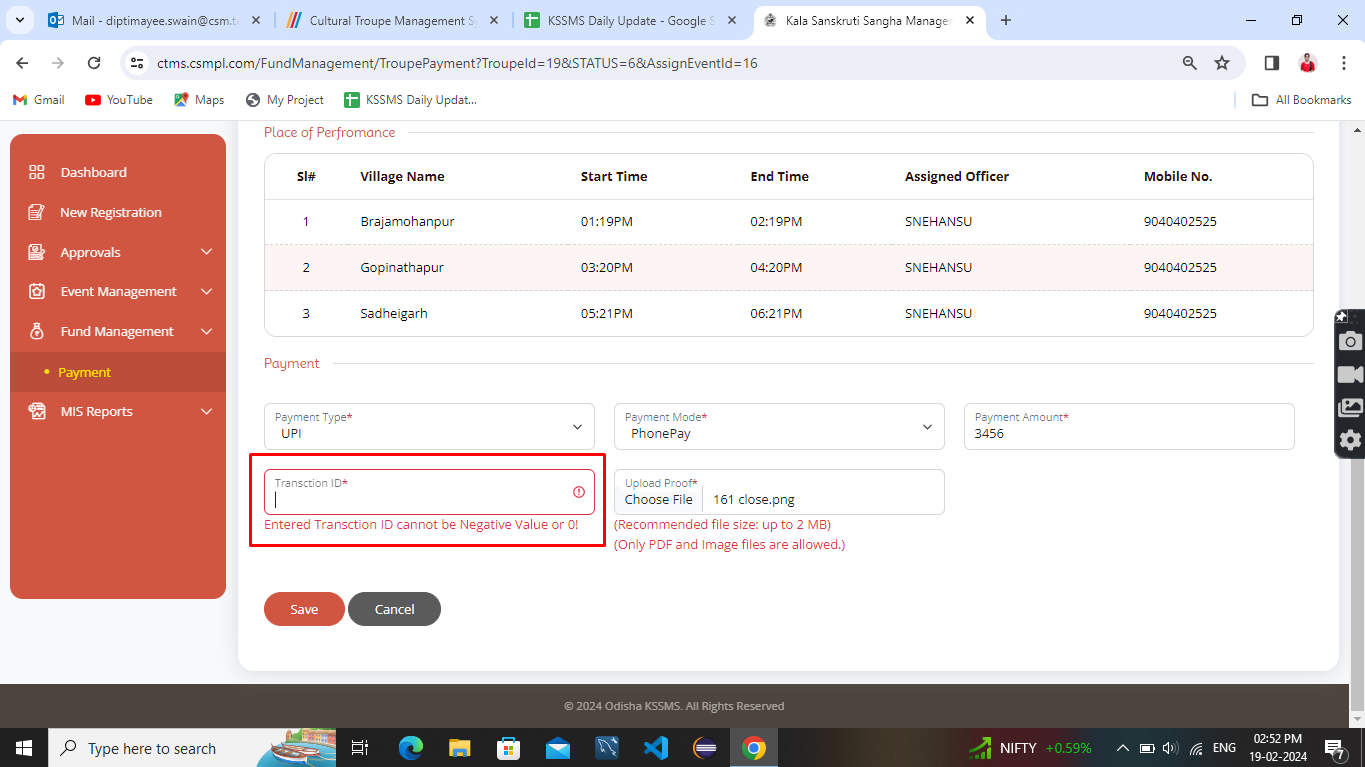 Mail - diptimayee.swain@csm.te
Cultural Troupe Management Sy
KSSMS Daily Update - Google S
Kala Sanskruti Sangha Manager
ctms.csmpl.com/FundManagement/TroupePayment?TroupeId=19&STATUS=6&AssignEventId=16
Gmail YouTube Maps My Project KSSMS Daily Updat... All Bookmarks
Dashboard
New Registration
Approvals
Event Management
Fund Management
Payment
MIS Reports
Place of Perfromance
Sl# Village Name Start Time End Time Assigned Officer Mobile No.
1 Brajamohanpur 01:19PM 02:19PM SNEHANSU 9040402525
2 Gopinathapur 03:20PM 04:20PM SNEHANSU 9040402525
3 Sadheigarh 05:21PM 06:21PM SNEHANSU 9040402525
Payment
Payment Type* Payment Mode* Payment Amount*
UPI PhonePay 3456
Transction ID* Upload Proof*
Choose File 161 close.png
Entered Transction ID cannot be Negative Value or 0! (Recommended file size: up to 2 MB)
(Only PDF and Image files are allowed.)
Save Cancel
© 2024 Odisha KSSMS. All Rights Reserved
Type here to search
NIFTY +0.59%
ENG
02:52 PM
19-02-2024
7